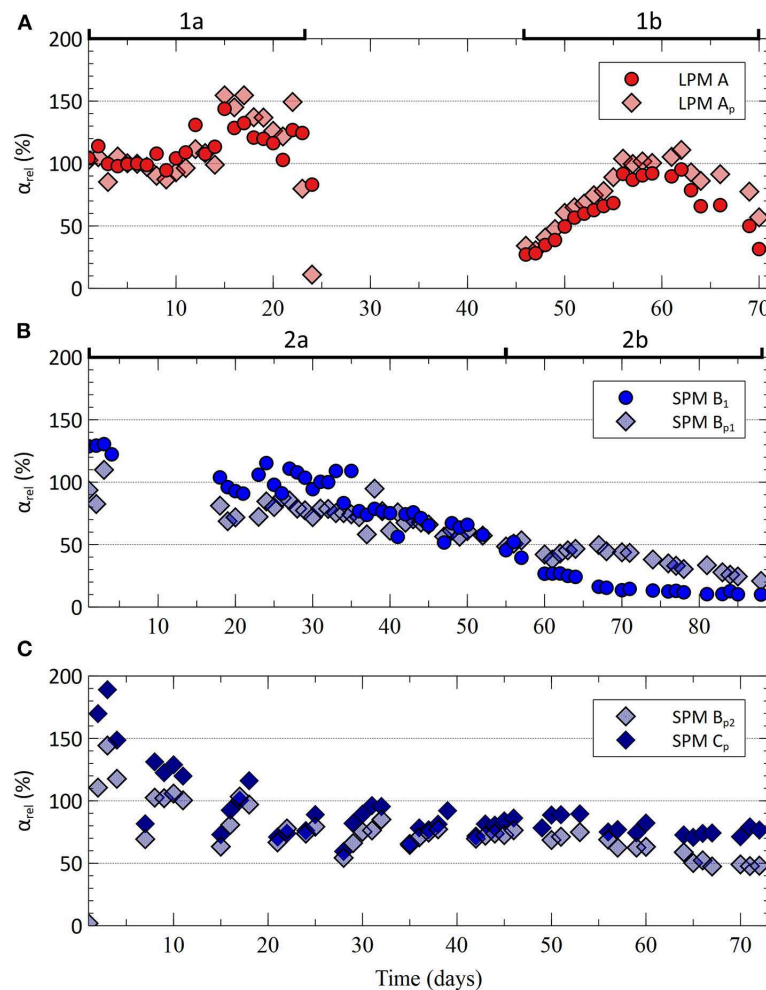 A
1a
1b
200
150
100
50
0
α_rel (%)
LPM A
LPM A_p
10
20
30
40
50
60
70
B
2a
2b
200
150
100
50
0
α_rel (%)
SPM B_1
SPM B_p1
10
20
30
40
50
60
70
80
C
200
150
100
50
0
α_rel (%)
SPM B_p2
SPM C_p
10
20
30
40
50
60
70
Time (days)